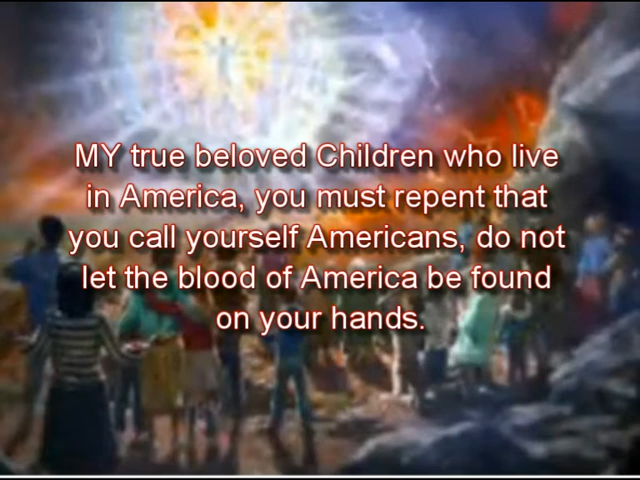 MY true beloved Children who live
in America, you must repent that
you call yourself Americans, do not
let the blood of America be found
on your hands.